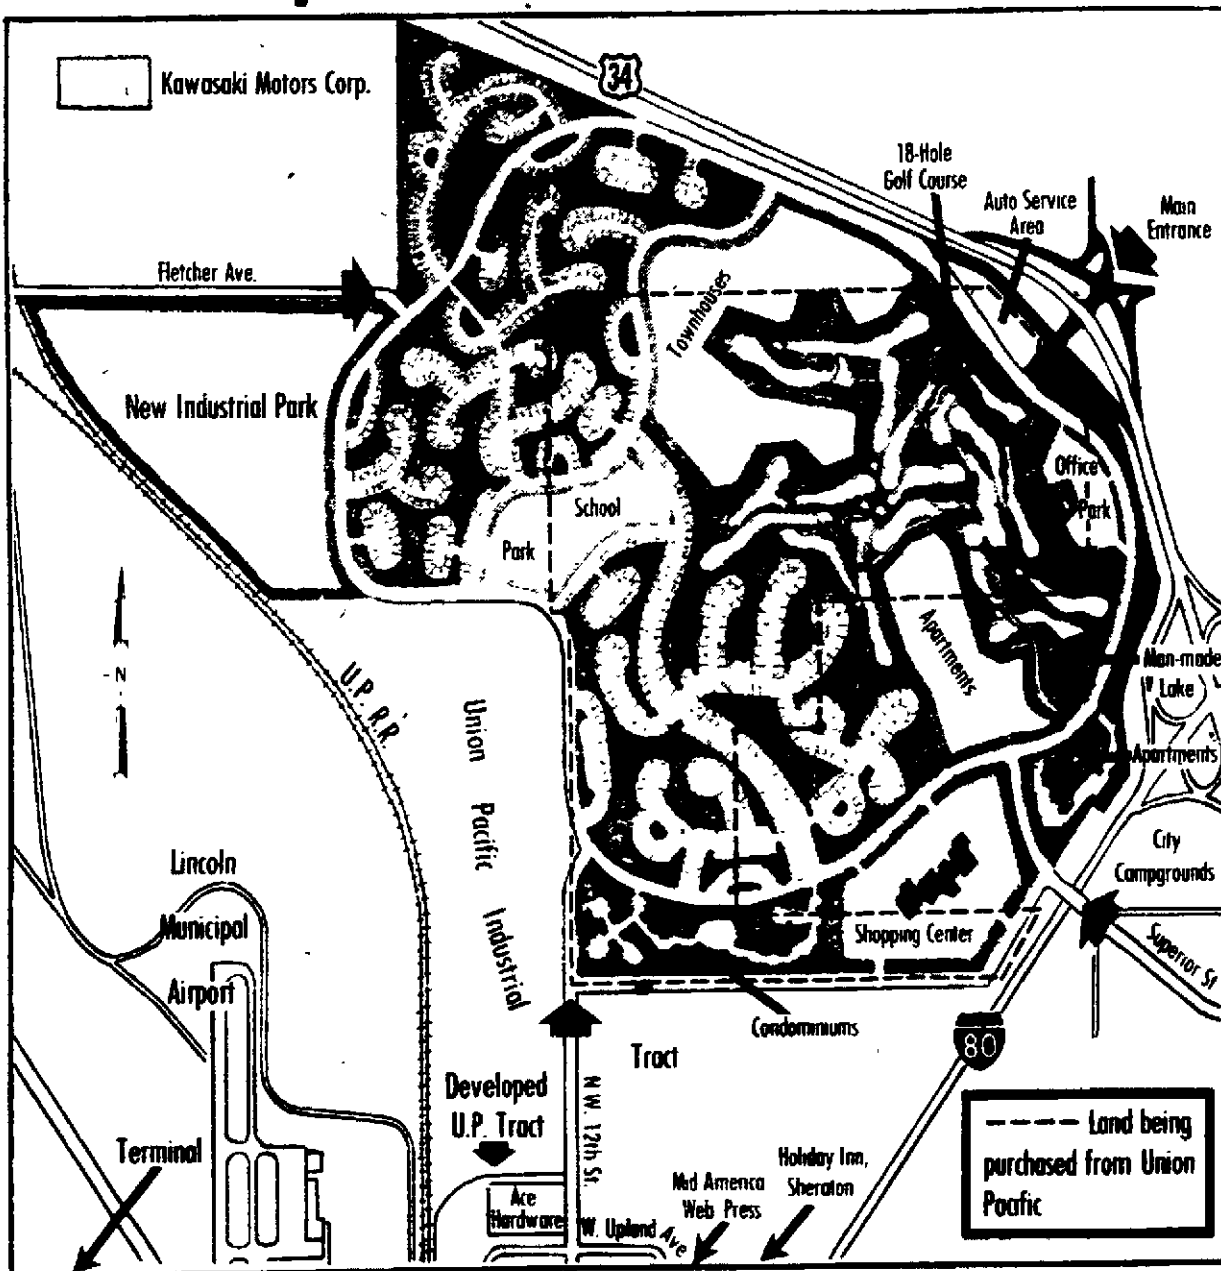 34
Kawasaki Motors Corp.
18-Hole
Golf Course
Auto Service
Area
Main
Entrance
Fletcher Ave.
Townhouses
New Industrial Park
Office
Park
School
Park
- N -
U.P. R.R.
Apartments
Man-made
Lake
Apartments
Union
Pacific
Industrial
Tract
City
Campgrounds
Superior St
Lincoln
Municipal
Airport
Shopping Center
Condominiums
80
Developed
U.P. Tract
N.W. 12th St.
Terminal
Ace
Hardware
W. Upland Ave
Mid America
Web Press
Holiday Inn,
Sheraton
Land being
purchased from Union
Pacific